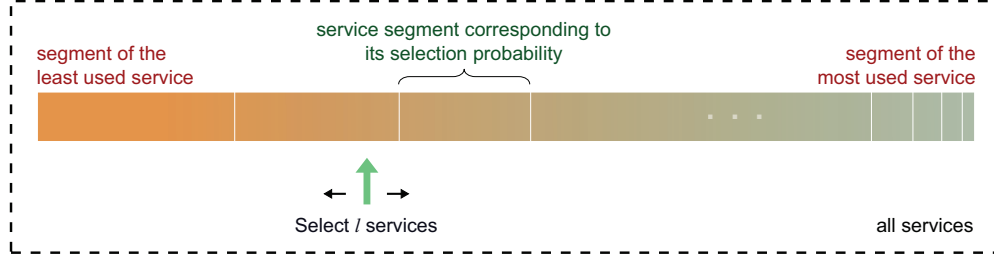 service segment corresponding to
its selection probability
segment of the
least used service
segment of the
most used service
. . .
Select l services
all services